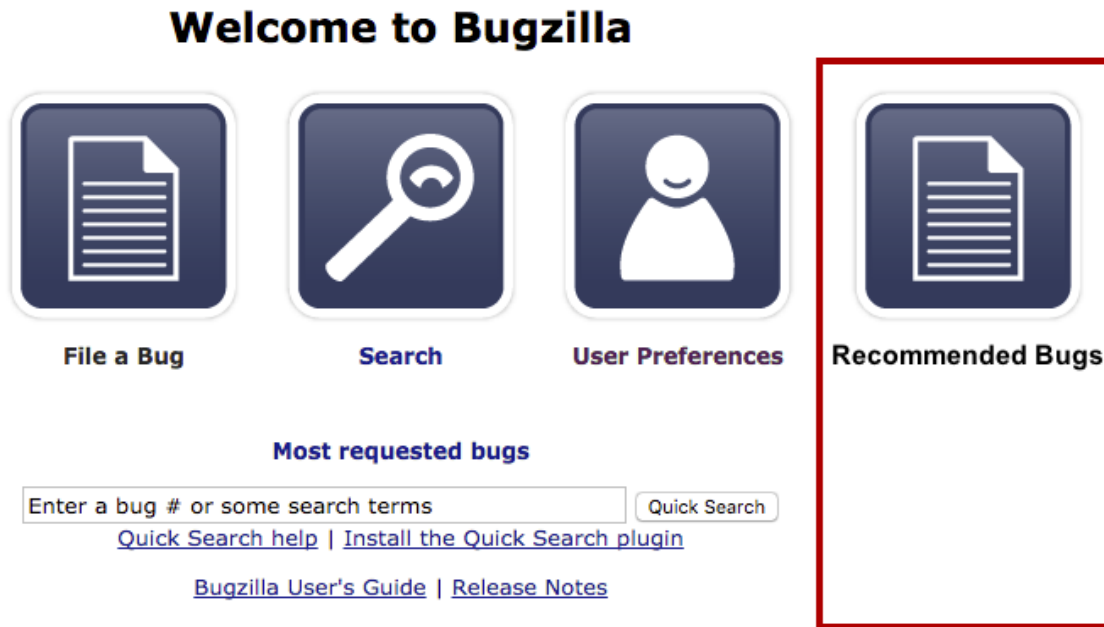 Welcome to Bugzilla
File a Bug
Search
User Preferences
Recommended Bugs
Most requested bugs
Enter a bug # or some search terms
Quick Search
Quick Search help | Install the Quick Search plugin
Bugzilla User's Guide | Release Notes